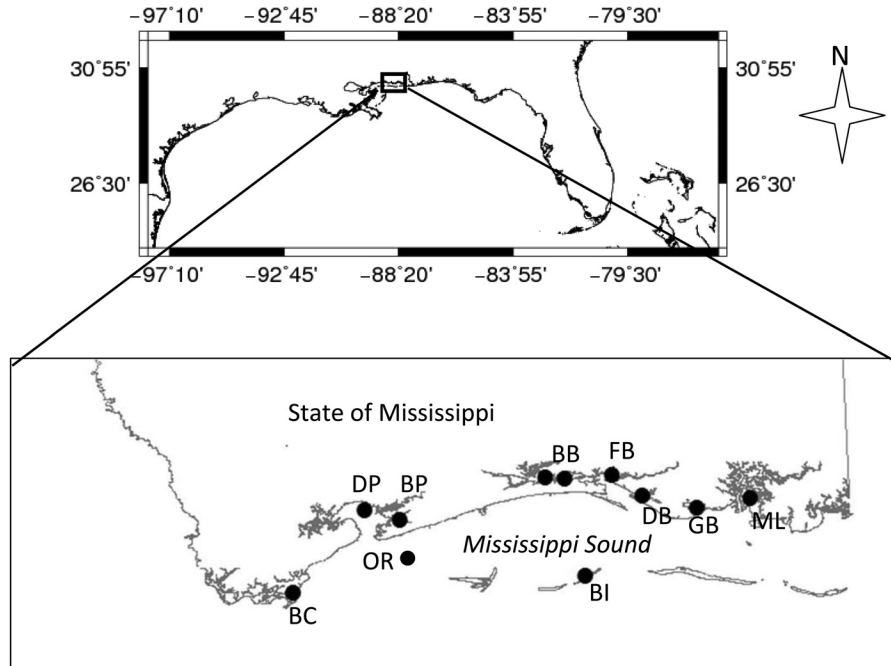 −97˚10' −92˚45' −88˚20' −83˚55' −79˚30'
N
30˚55' 30˚55'
26˚30' 26˚30'
−97˚10' −92˚45' −88˚20' −83˚55' −79˚30'
State of Mississippi
BB FB
DP BP
DB GB ML
Mississippi Sound
OR
BI
BC